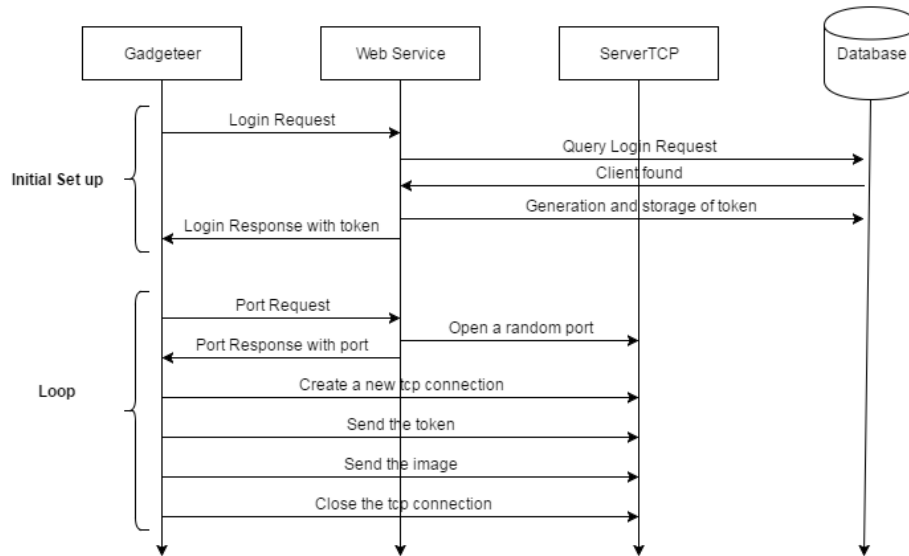 Gadgeteer
Web Service
ServerTCP
Database
Login Request
Query Login Request
Client found
Initial Set up
Generation and storage of token
Login Response with token
Port Request
Open a random port
Port Response with port
Loop
Create a new tcp connection
Send the token
Send the image
Close the tcp connection